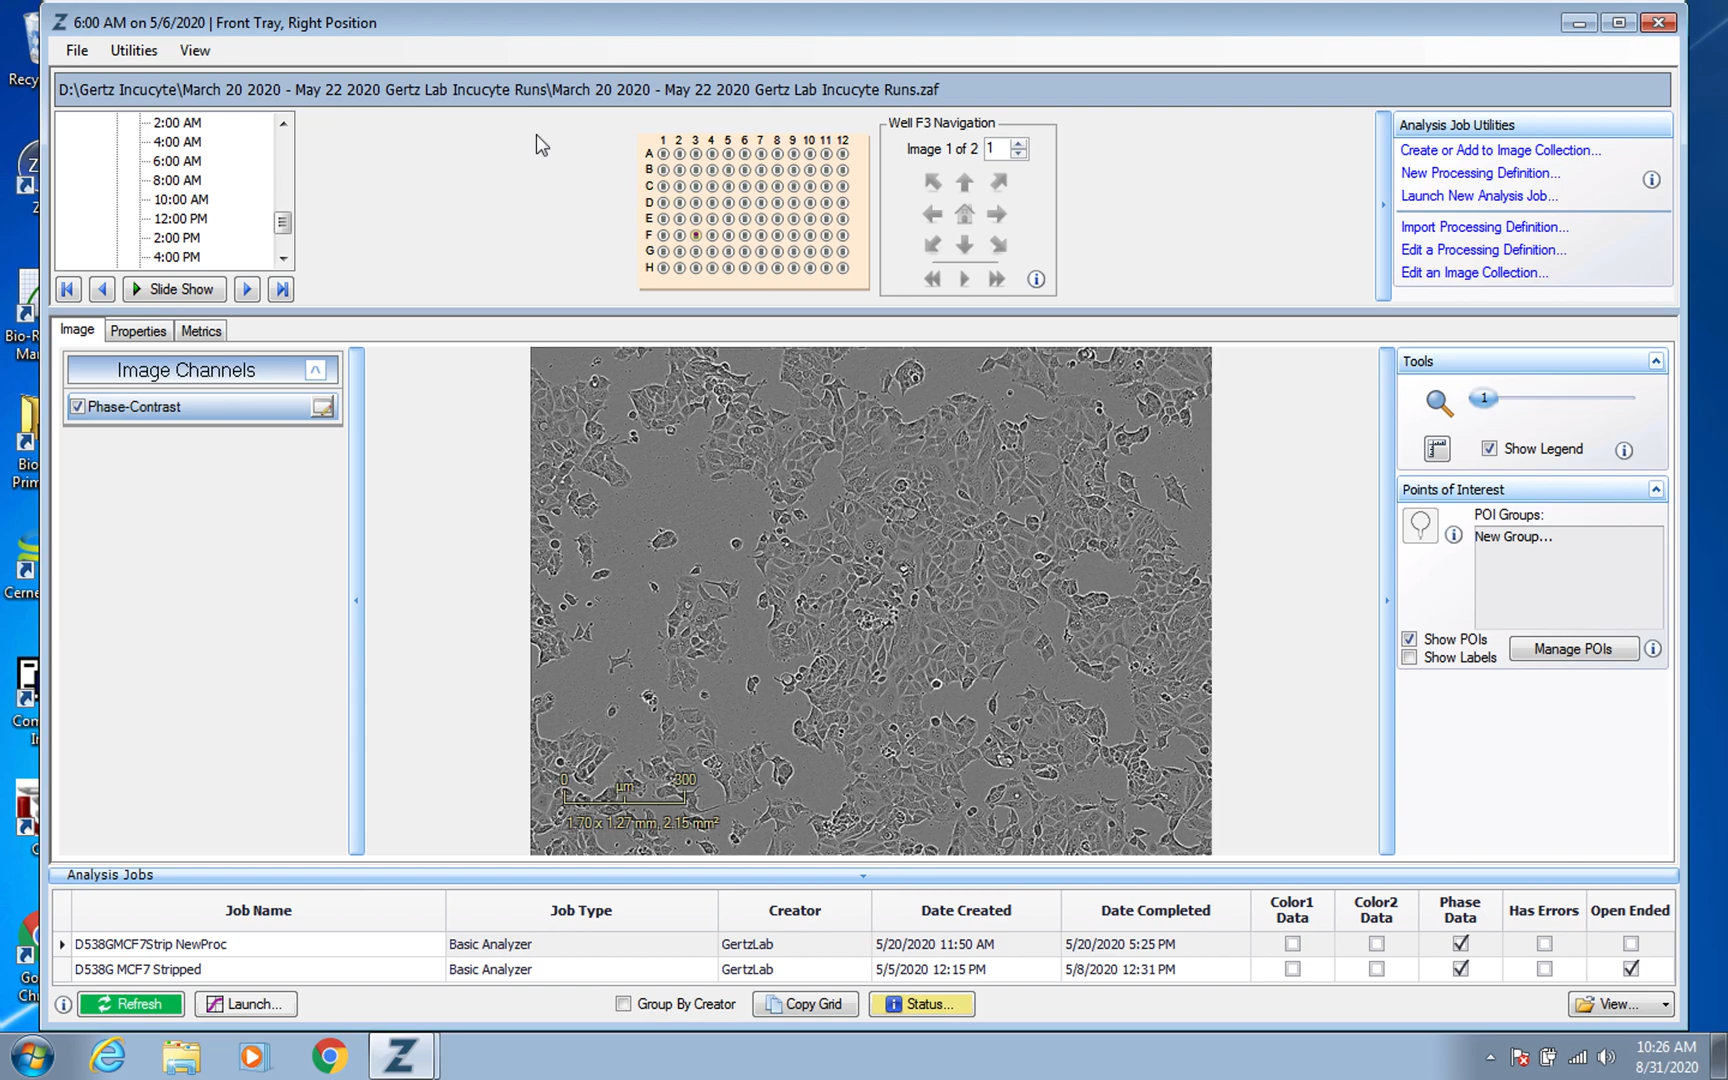 6:00 AM on 5/6/2020 | Front Tray, Right Position
File Utilities View
D:\Gertz Incucyte\March 20 2020 - May 22 2020 Gertz Lab Incucyte Runs\March 20 2020 - May 22 2020 Gertz Lab Incucyte Runs.zaf
2:00 AM
4:00 AM
6:00 AM
8:00 AM
10:00 AM
12:00 PM
2:00 PM
4:00 PM
Slide Show
1 2 3 4 5 6 7 8 9 10 11 12
A
B
C
D
E
F
G
H
Well F3 Navigation
Image 1 of 2 1
Analysis Job Utilities
Create or Add to Image Collection...
New Processing Definition...
Launch New Analysis Job...
Import Processing Definition...
Edit a Processing Definition...
Edit an Image Collection...
Image Properties Metrics
Image Channels
Phase-Contrast
0 µm 300
1.70 x 1.27 mm, 2.15 mm²
Tools
1
Show Legend
Points of Interest
POI Groups:
New Group...
Show POIs
Show Labels
Manage POIs
Analysis Jobs
Job Name Job Type Creator Date Created Date Completed Color1 Data Color2 Data Phase Data Has Errors Open Ended
D538GMCF7Strip NewProc Basic Analyzer GertzLab 5/20/2020 11:50 AM 5/20/2020 5:25 PM
D538G MCF7 Stripped Basic Analyzer GertzLab 5/5/2020 12:15 PM 5/8/2020 12:31 PM
Refresh Launch... Group By Creator Copy Grid Status... View...
Recy
Z
Bio-R
Man
Bio
Prim
Cerne
Com
In
C
Go
Ch
10:26 AM
8/31/2020